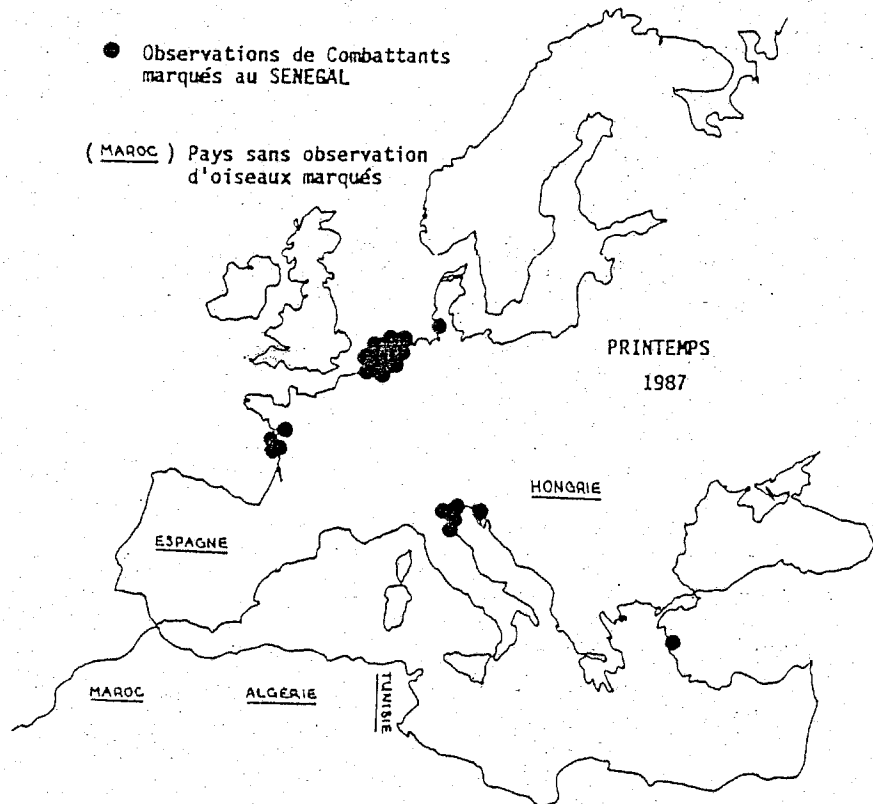 ● Observations de Combattants
marqués au SENEGAL
(MAROC) Pays sans observation
d'oiseaux marqués
PRINTEMPS
1987
HONGRIE
ESPAGNE
MAROC
ALGÉRIE
TUNISIE